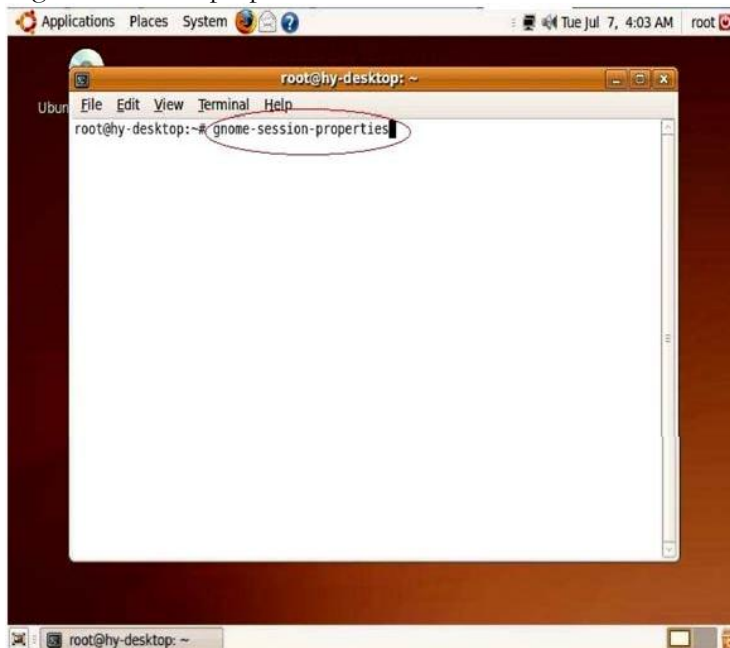 Applications Places System Tue Jul 7, 4:03 AM root
root@hy-desktop: ~
Ubun
File Edit View Terminal Help
root@hy-desktop:~# gnome-session-properties
root@hy-desktop: ~